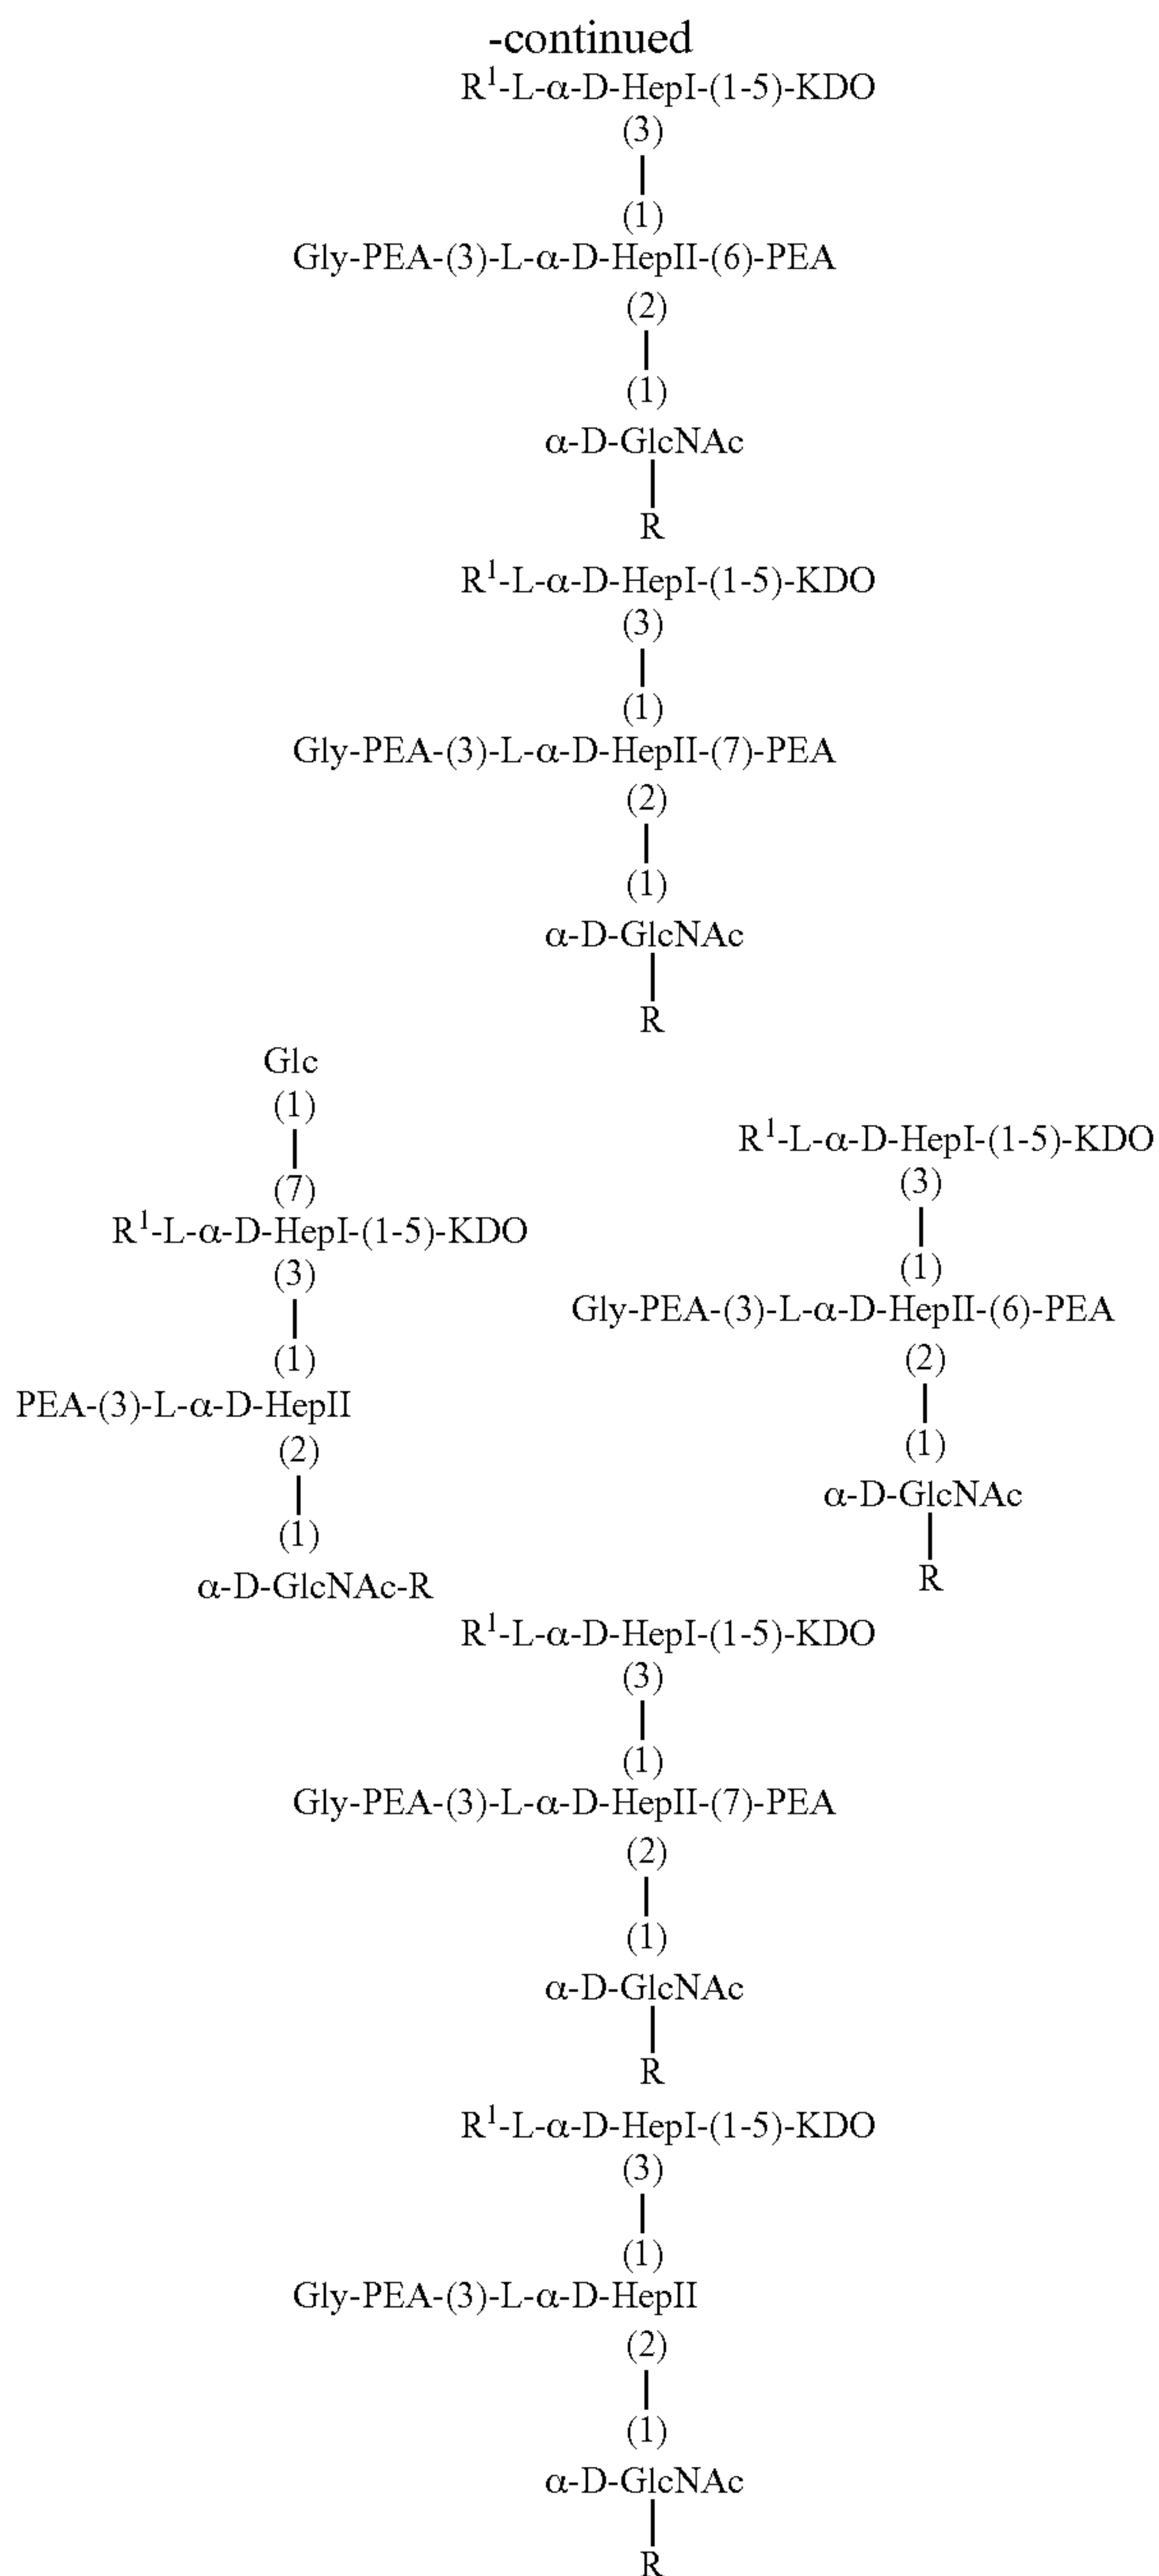 -continued
R¹-L-α-D-HepI-(1-5)-KDO
(3)
(1)
Gly-PEA-(3)-L-α-D-HepII-(6)-PEA
(2)
(1)
α-D-GlcNAc
R
R¹-L-α-D-HepI-(1-5)-KDO
(3)
(1)
Gly-PEA-(3)-L-α-D-HepII-(7)-PEA
(2)
(1)
α-D-GlcNAc
R
Glc
(1)
(7)
R¹-L-α-D-HepI-(1-5)-KDO
(3)
(1)
PEA-(3)-L-α-D-HepII
(2)
(1)
α-D-GlcNAc-R
R¹-L-α-D-HepI-(1-5)-KDO
(3)
(1)
Gly-PEA-(3)-L-α-D-HepII-(6)-PEA
(2)
(1)
α-D-GlcNAc
R
R¹-L-α-D-HepI-(1-5)-KDO
(3)
(1)
Gly-PEA-(3)-L-α-D-HepII-(7)-PEA
(2)
(1)
α-D-GlcNAc
R
R¹-L-α-D-HepI-(1-5)-KDO
(3)
(1)
Gly-PEA-(3)-L-α-D-HepII
(2)
(1)
α-D-GlcNAc
R